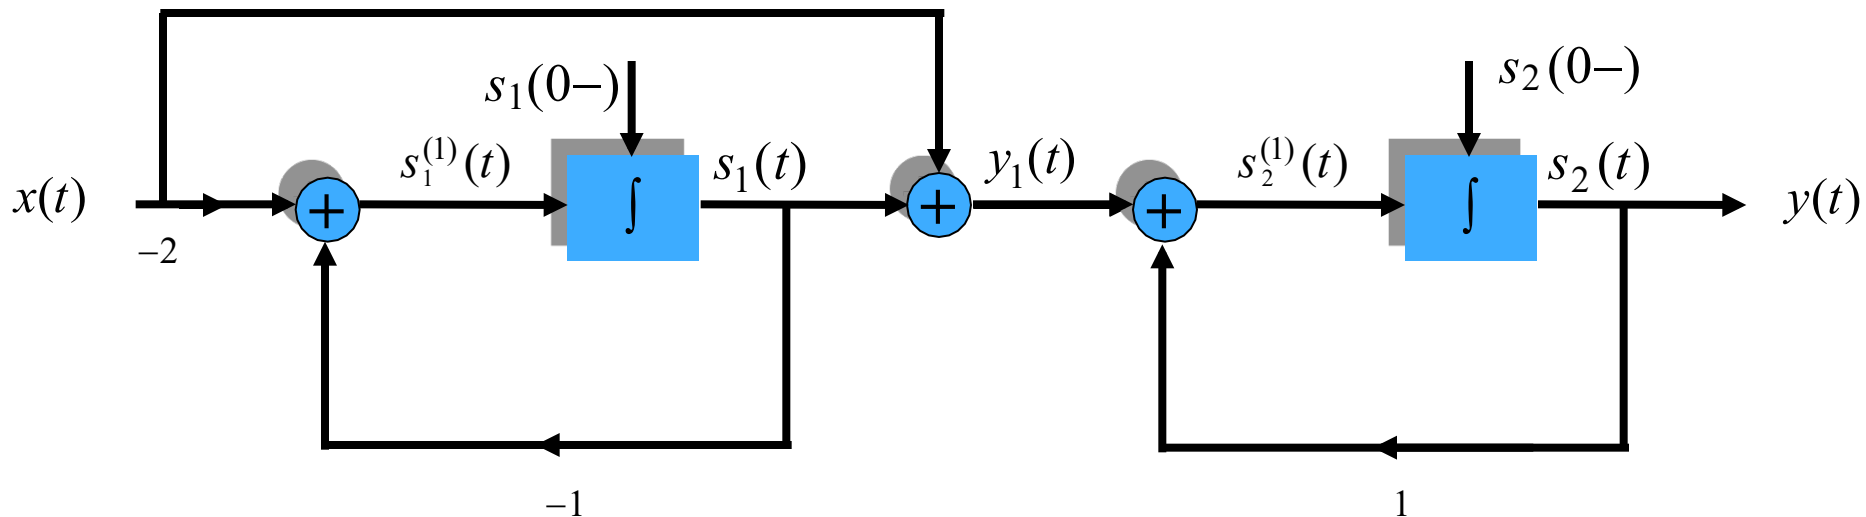 s₁(0−)
s₂(0−)
x(t)
−2
+
s₁⁽¹⁾(t)
∫
s₁(t)
+
y₁(t)
+
s₂⁽¹⁾(t)
∫
s₂(t)
y(t)
−1
1